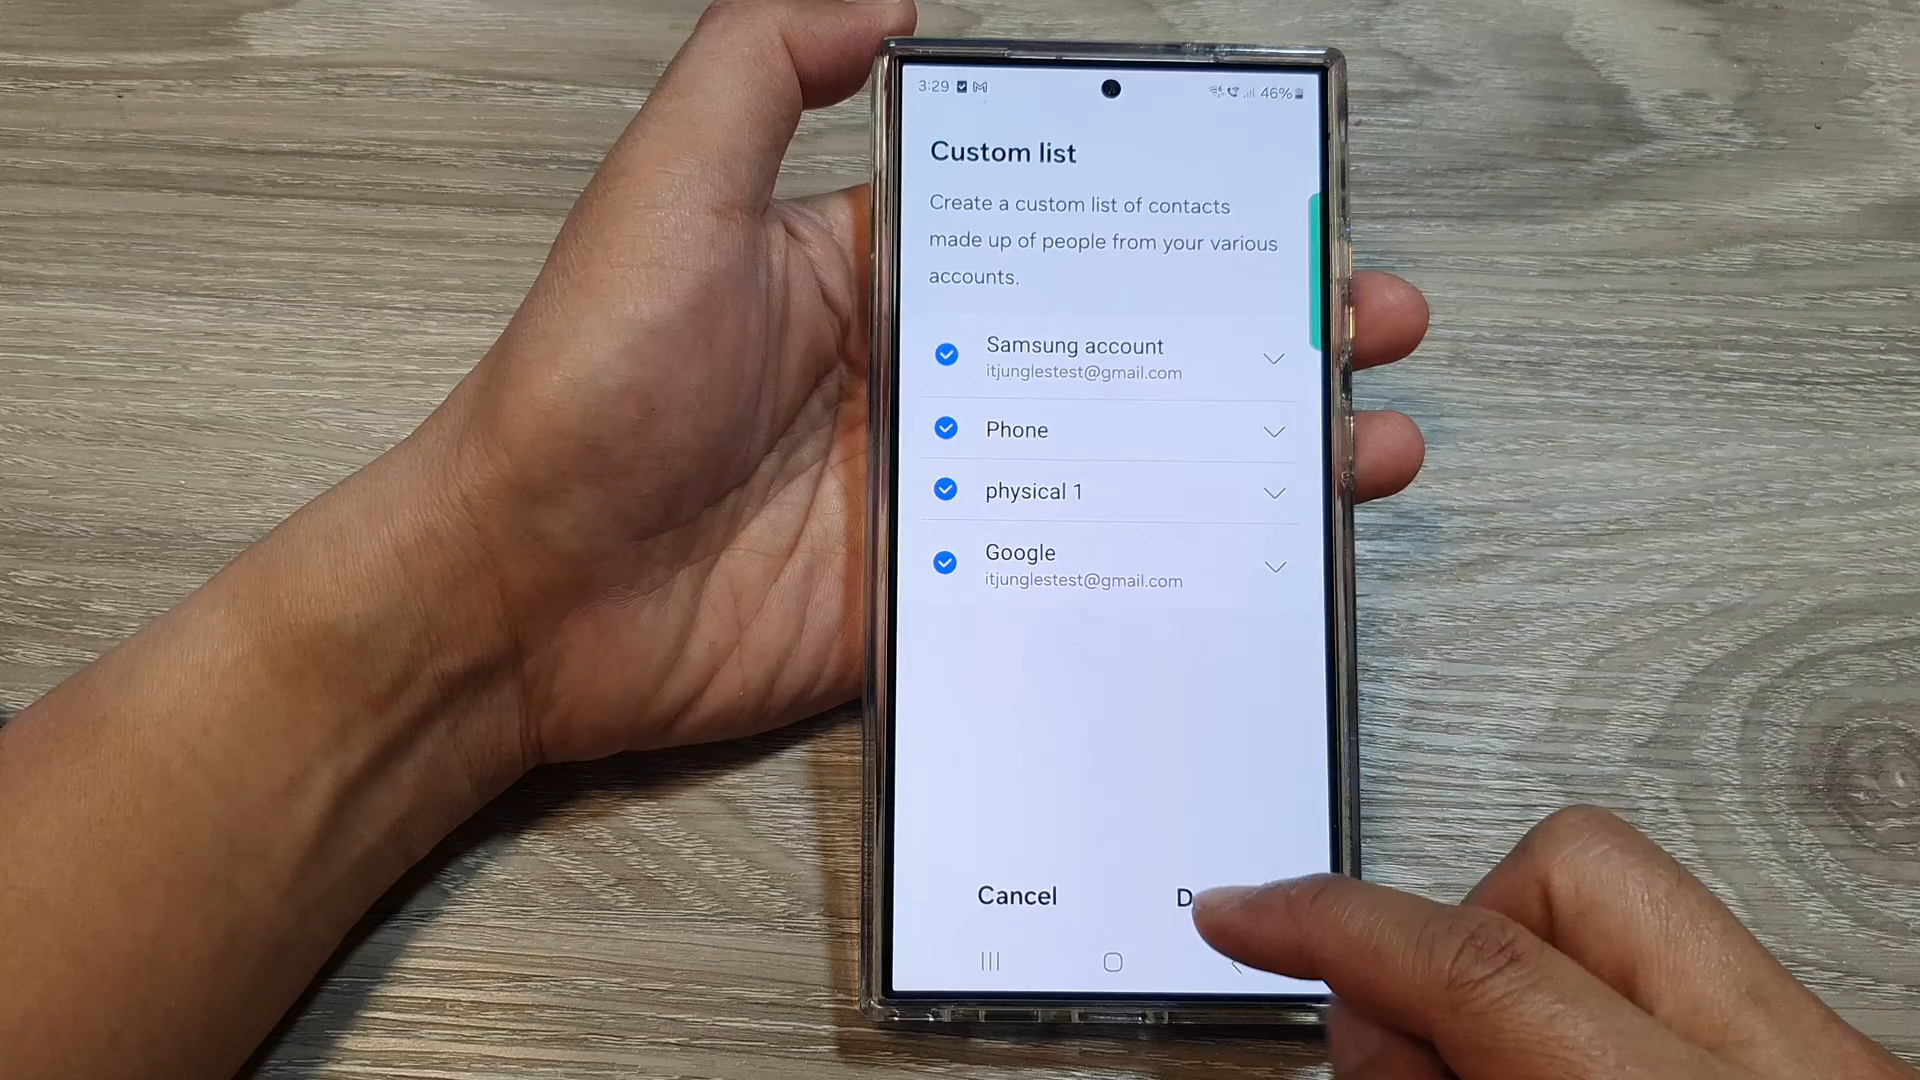 3:29
46%
Custom list
Create a custom list of contacts
made up of people from your various
accounts.
Samsung account
itjunglestest@gmail.com
Phone
physical 1
Google
itjunglestest@gmail.com
Cancel